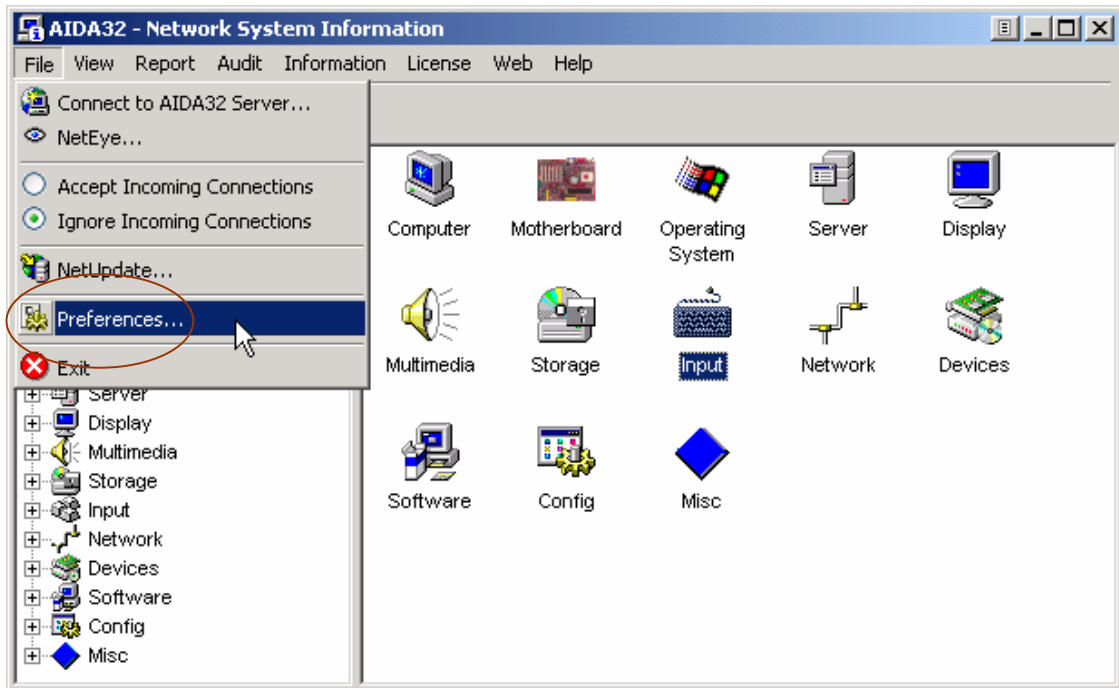 AIDA32 - Network System Information
File View Report Audit Information License Web Help
Connect to AIDA32 Server...
NetEye...
Accept Incoming Connections
Ignore Incoming Connections
NetUpdate...
Preferences...
Exit
Server
Display
Multimedia
Storage
Input
Network
Devices
Software
Config
Misc
Computer
Motherboard
Operating
System
Server
Display
Multimedia
Storage
Input
Network
Devices
Software
Config
Misc